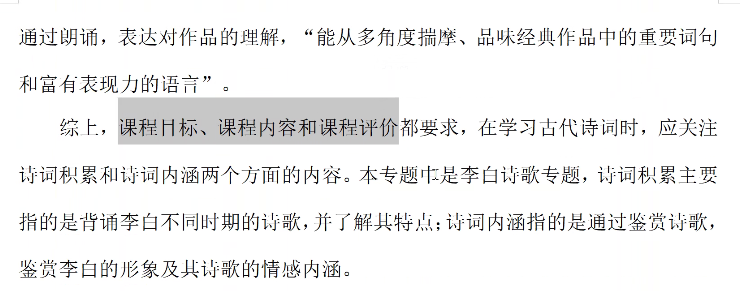 通过朗诵，表达对作品的理解，“能从多角度揣摩、品味经典作品中的重要词句
和富有表现力的语言”。
综上，课程目标、课程内容和课程评价都要求，在学习古代诗词时，应关注
诗词积累和诗词内涵两个方面的内容。本专题中是李白诗歌专题，诗词积累主要
指的是背诵李白不同时期的诗歌，并了解其特点；诗词内涵指的是通过鉴赏诗歌，
鉴赏李白的形象及其诗歌的情感内涵。